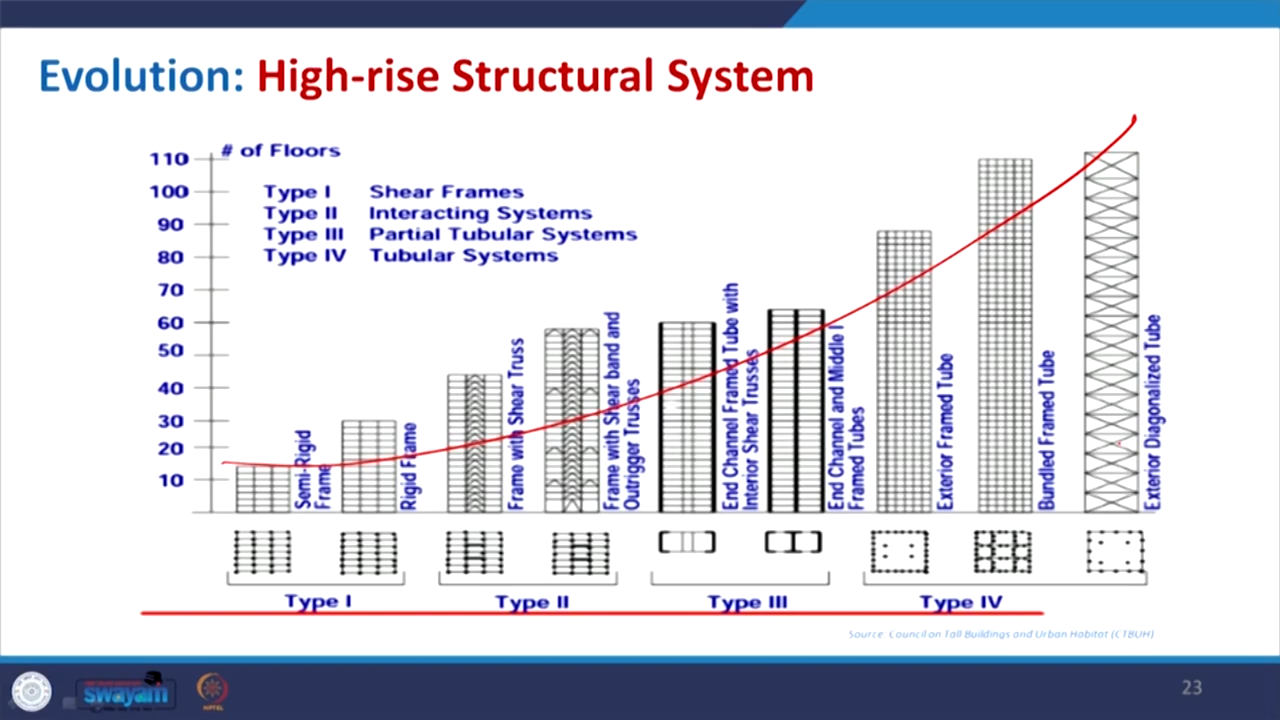 Evolution: High-rise Structural System
# of Floors
110
100
90
80
70
60
50
40
30
20
10
Type I Shear Frames
Type II Interacting Systems
Type III Partial Tubular Systems
Type IV Tubular Systems
Semi-Rigid
Frame
Rigid Frame
Frame with Shear Truss
Frame with Shear band and
Outrigger Trusses
End Channel Framed Tube with
Interior Shear Trusses
End Channel and Middle I
Framed Tubes
Exterior Framed Tube
Bundled Framed Tube
Exterior Diagonalized Tube
Type I
Type II
Type III
Type IV
Source: Council on Tall Buildings and Urban Habitat (CTBUH)
swayam
NPTEL
23